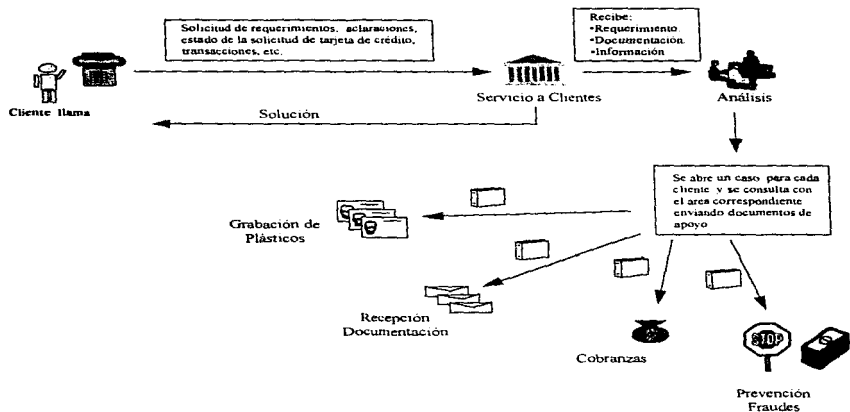 Solicitud de requerimientos, aclaraciones,
estado de la solicitud de tarjeta de crédito,
transacciones, etc.
Recibe:
•Requerimiento
•Documentación
•Información
Cliente llama
Servicio a Clientes
Análisis
Solución
Se abre un caso para cada
cliente y se consulta con
el area correspondiente
enviando documentos de
apoyo
Grabación de
Plásticos
Recepción
Documentación
Cobranzas
STOP
Prevención
Fraudes